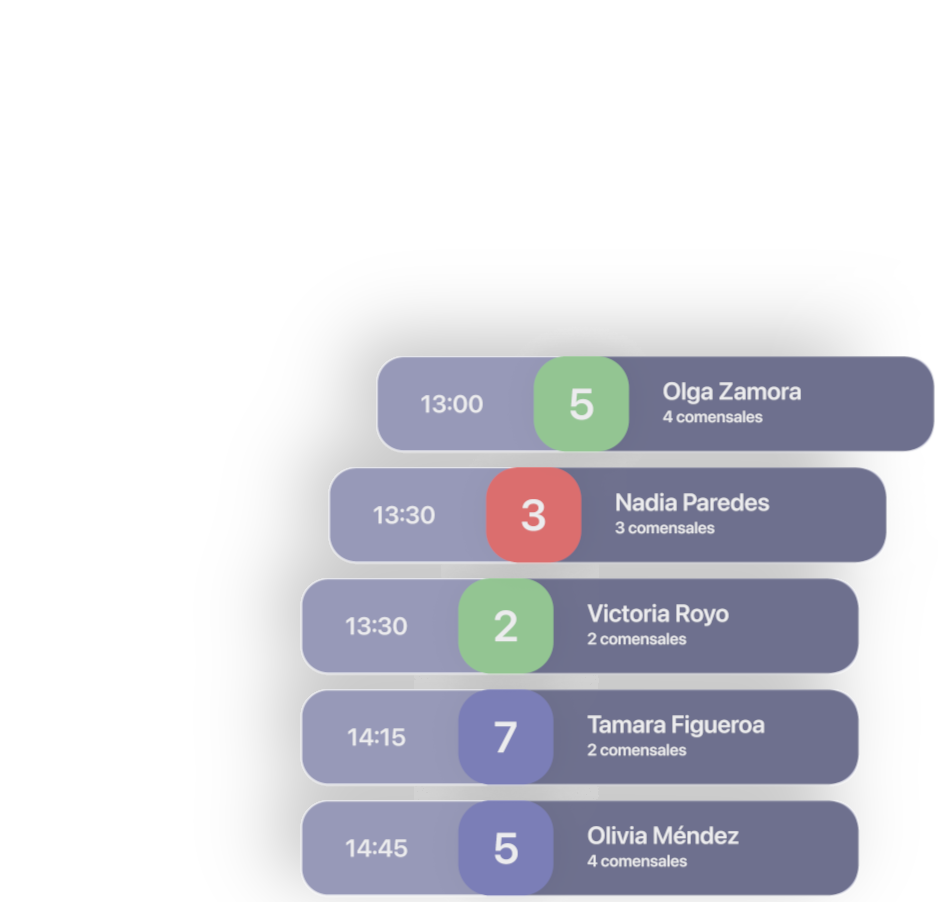 13:00
5
Olga Zamora
4 comensales
13:30
3
Nadia Paredes
3 comensales
13:30
2
Victoria Royo
2 comensales
14:15
7
Tamara Figueroa
2 comensales
14:45
5
Olivia Méndez
4 comensales